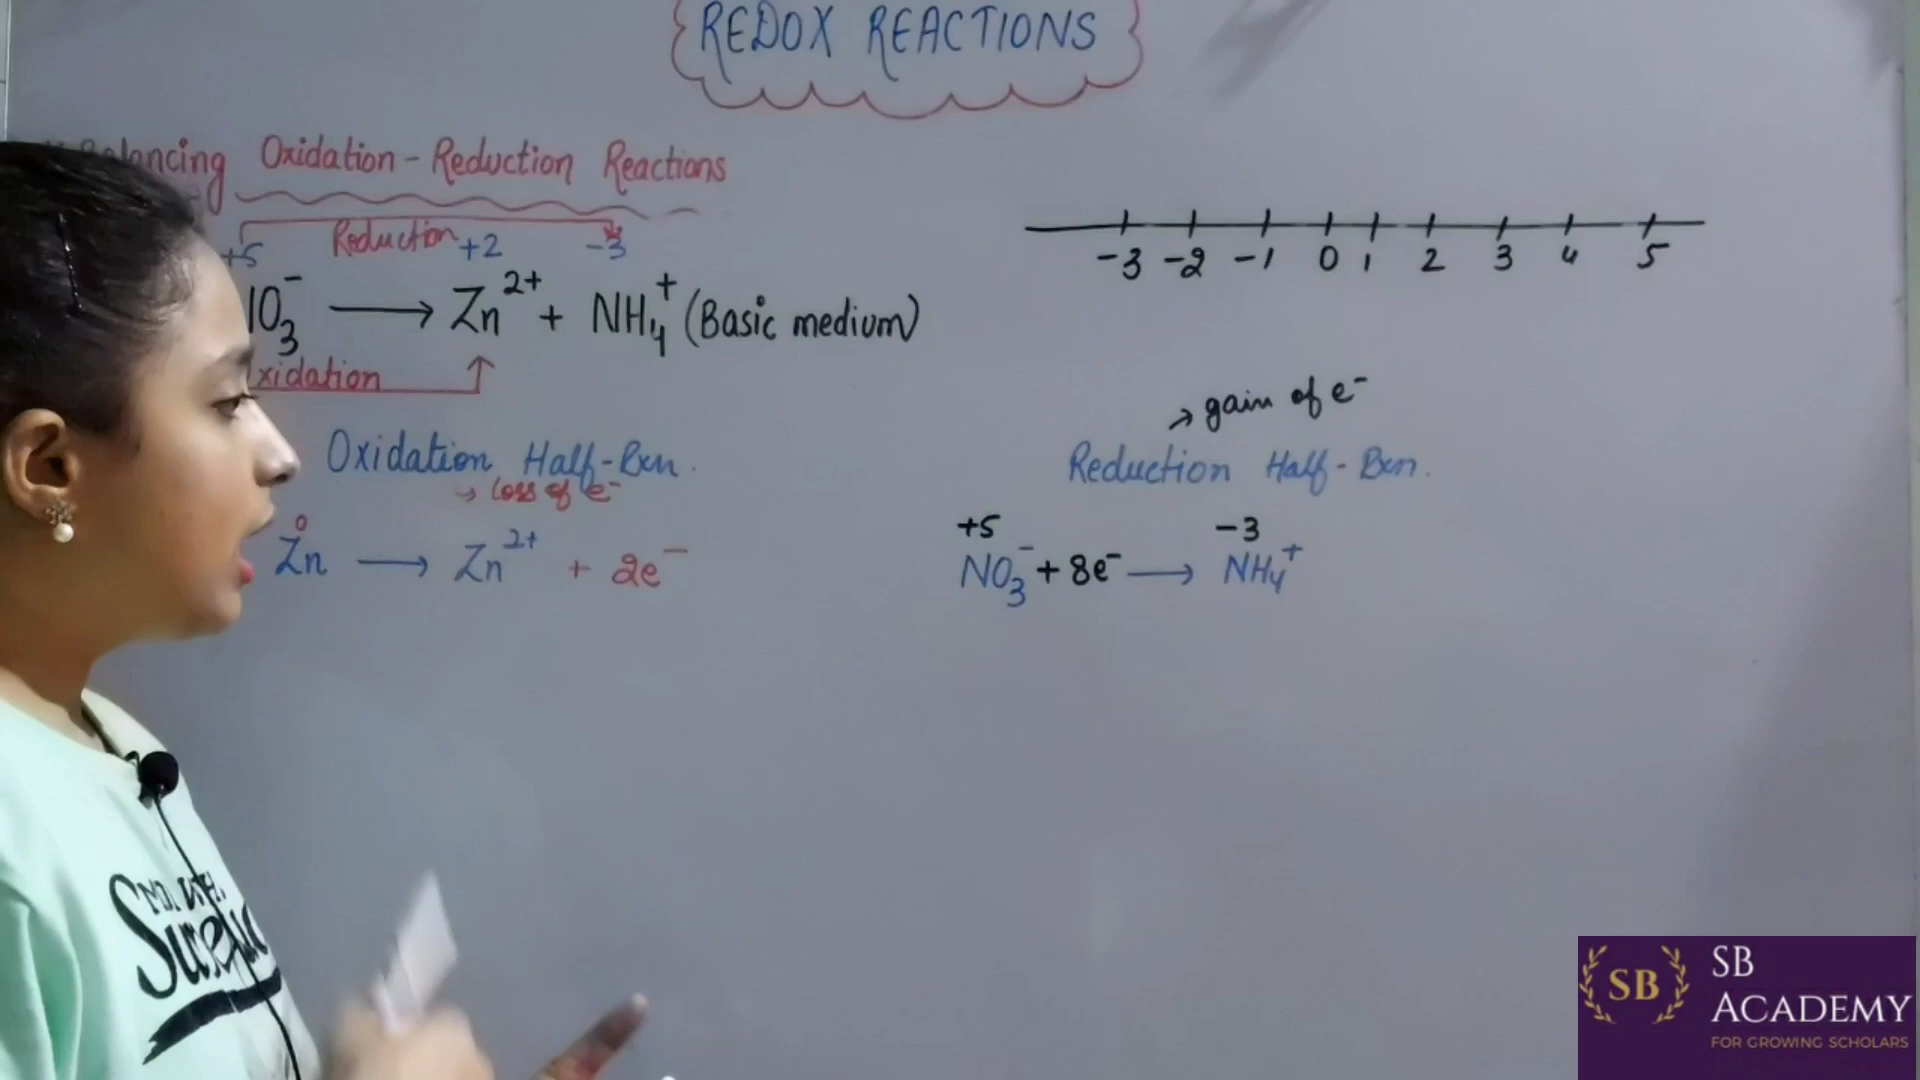 REDOX REACTIONS
Balancing Oxidation-Reduction Reactions
Reduction
+5 +2 -3
NO₃⁻ ⟶ Zn²⁺ + NH₄⁺ (Basic medium)
Oxidation
-3 -2 -1 0 1 2 3 4 5
Oxidation Half-Rxn.
→ loss of e⁻
0
Zn ⟶ Zn²⁺ + 2e⁻
→ gain of e⁻
Reduction Half-Rxn.
+5 -3
NO₃⁻ + 8e⁻ ⟶ NH₄⁺
SB
SB
ACADEMY
FOR GROWING SCHOLARS